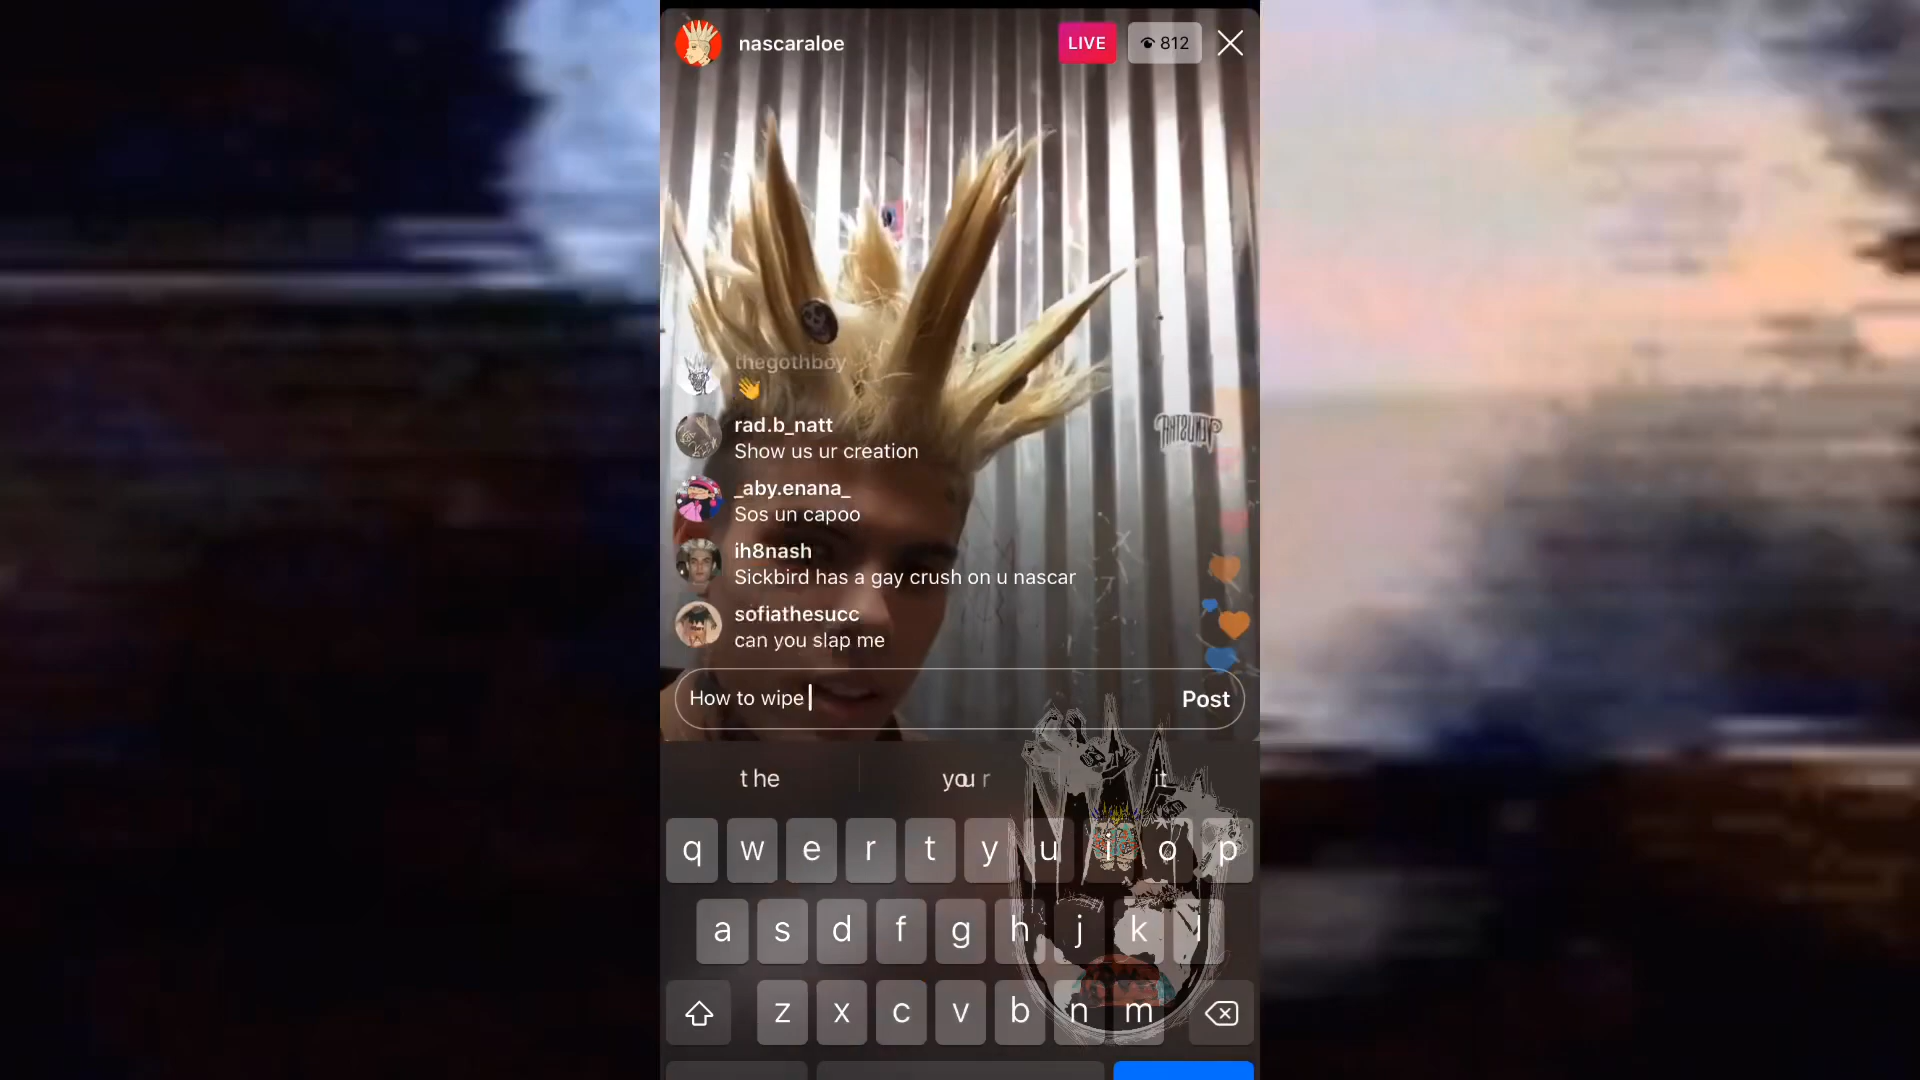 nascaraloe
LIVE
812
thegothboy
👋
rad.b_natt
Show us ur creation
_aby.enana_
Sos un capoo
ih8nash
Sickbird has a gay crush on u nascar
sofiathesucc
can you slap me
How to wipe
Post
the your it
q w e r t y u i o p
a s d f g h j k l
z x c v b n m